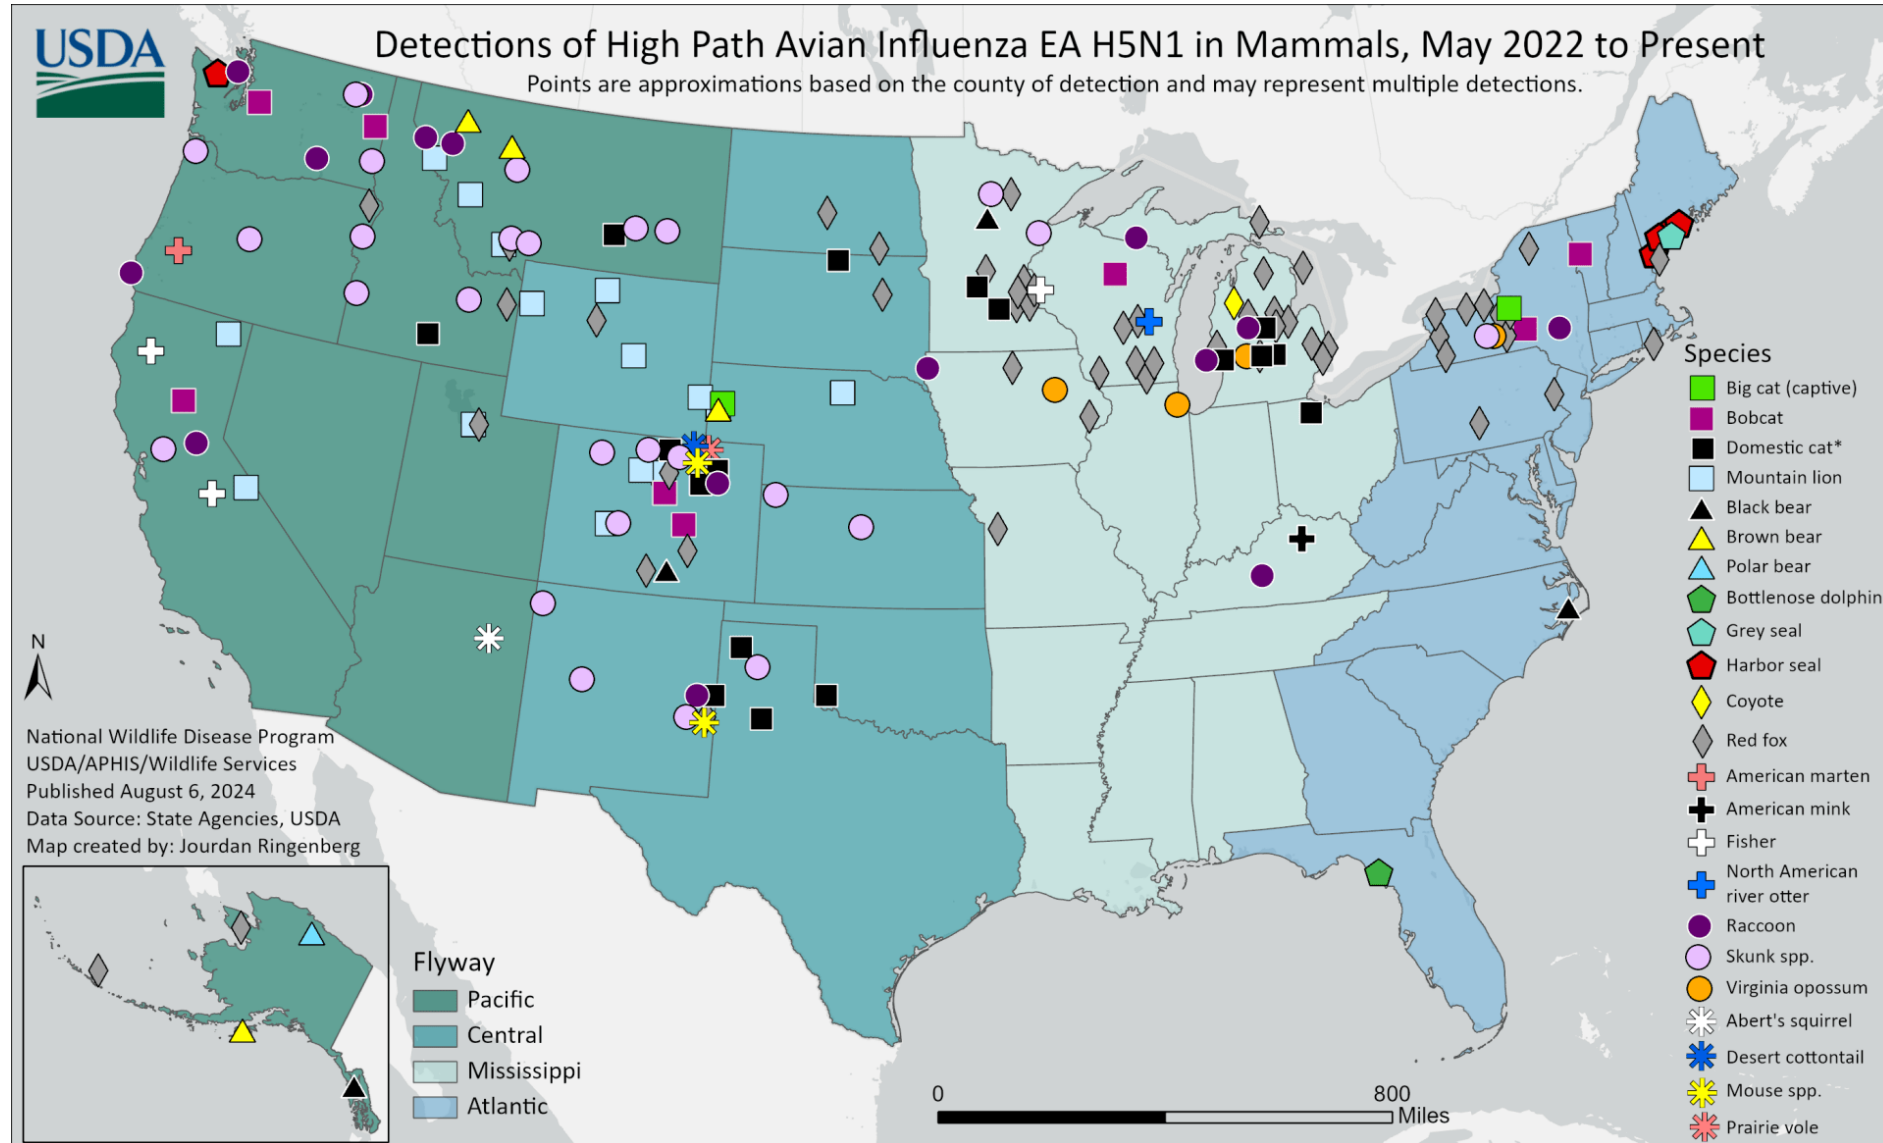 USDA
Detections of High Path Avian Influenza EA H5N1 in Mammals, May 2022 to Present
Points are approximations based on the county of detection and may represent multiple detections.
Species
Big cat (captive)
Bobcat
Domestic cat*
Mountain lion
Black bear
Brown bear
Polar bear
Bottlenose dolphin
Grey seal
Harbor seal
Coyote
Red fox
American marten
American mink
Fisher
North American
river otter
Raccoon
Skunk spp.
Virginia opossum
Abert's squirrel
Desert cottontail
Mouse spp.
Prairie vole
N
National Wildlife Disease Program
USDA/APHIS/Wildlife Services
Published August 6, 2024
Data Source: State Agencies, USDA
Map created by: Jourdan Ringenberg
Flyway
Pacific
Central
Mississippi
Atlantic
0 800
Miles